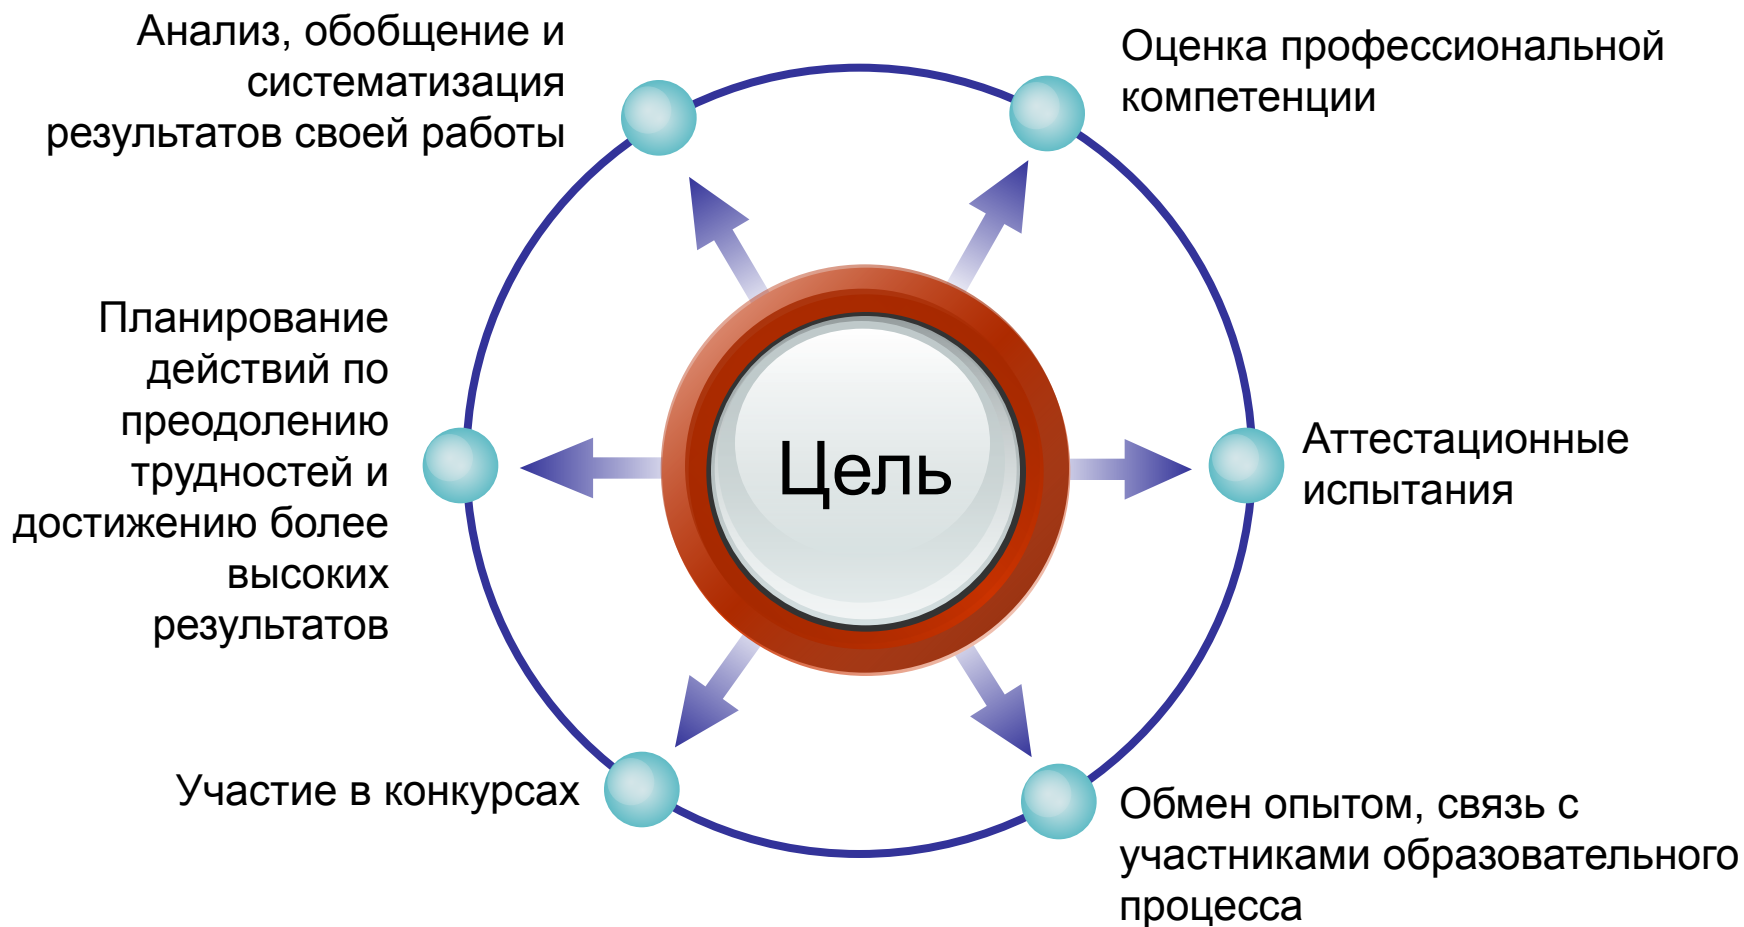 Анализ, обобщение и
систематизация
результатов своей работы
Оценка профессиональной
компетенции
Планирование
действий по
преодолению
трудностей и
достижению более
высоких
результатов
Цель
Аттестационные
испытания
Участие в конкурсах
Обмен опытом, связь с
участниками образовательного
процесса